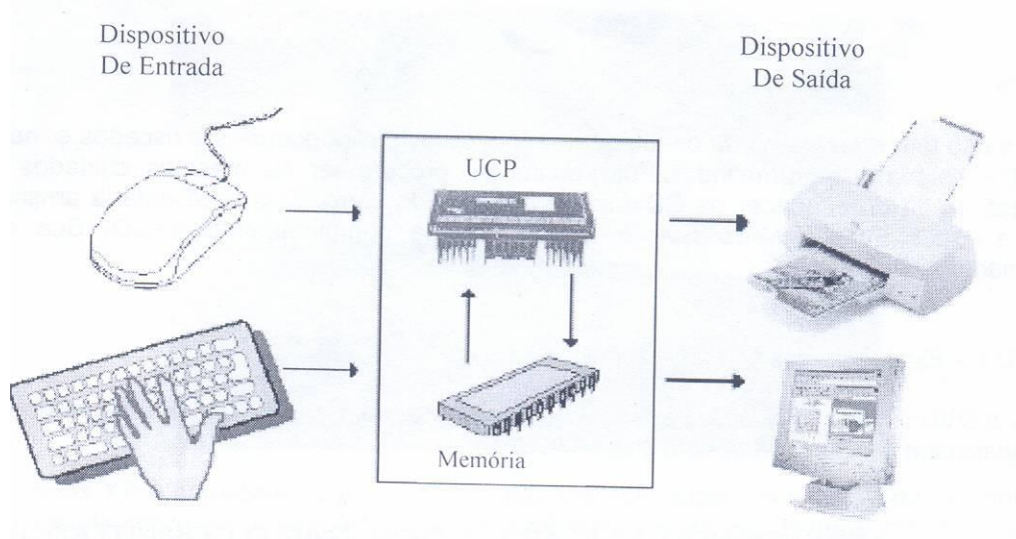 Dispositivo
De Entrada
Dispositivo
De Saída
UCP
Memória